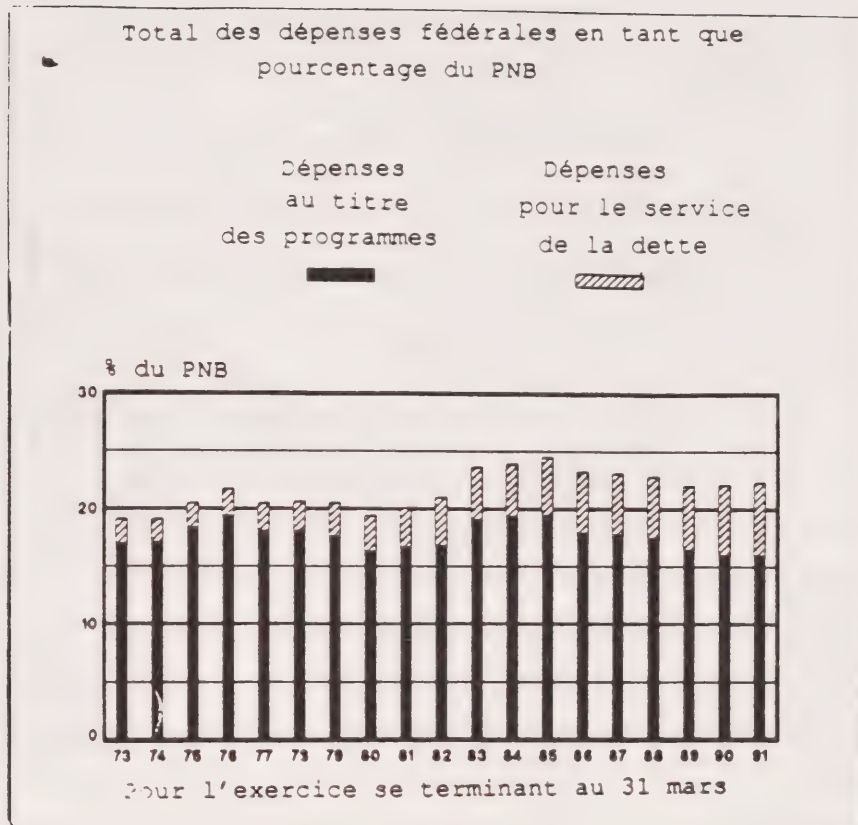 Total des dépenses fédérales en tant que
pourcentage du PNB
Dépenses
au titre
des programmes
Dépenses
pour le service
de la dette
% du PNB
30
20
10
0
73 74 75 76 77 78 79 80 81 82 83 84 85 86 87 88 89 90 91
Pour l'exercice se terminant au 31 mars